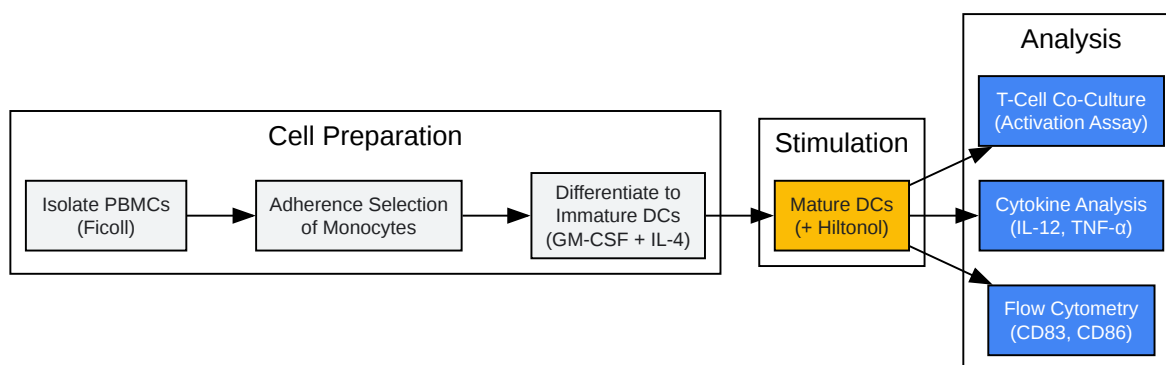 Cell Preparation
Isolate PBMCs
(Ficoll)
Adherence Selection
of Monocytes
Differentiate to
Immature DCs
(GM-CSF + IL-4)
Stimulation
Mature DCs
(+ Hiltonol)
Analysis
T-Cell Co-Culture
(Activation Assay)
Cytokine Analysis
(IL-12, TNF-α)
Flow Cytometry
(CD83, CD86)